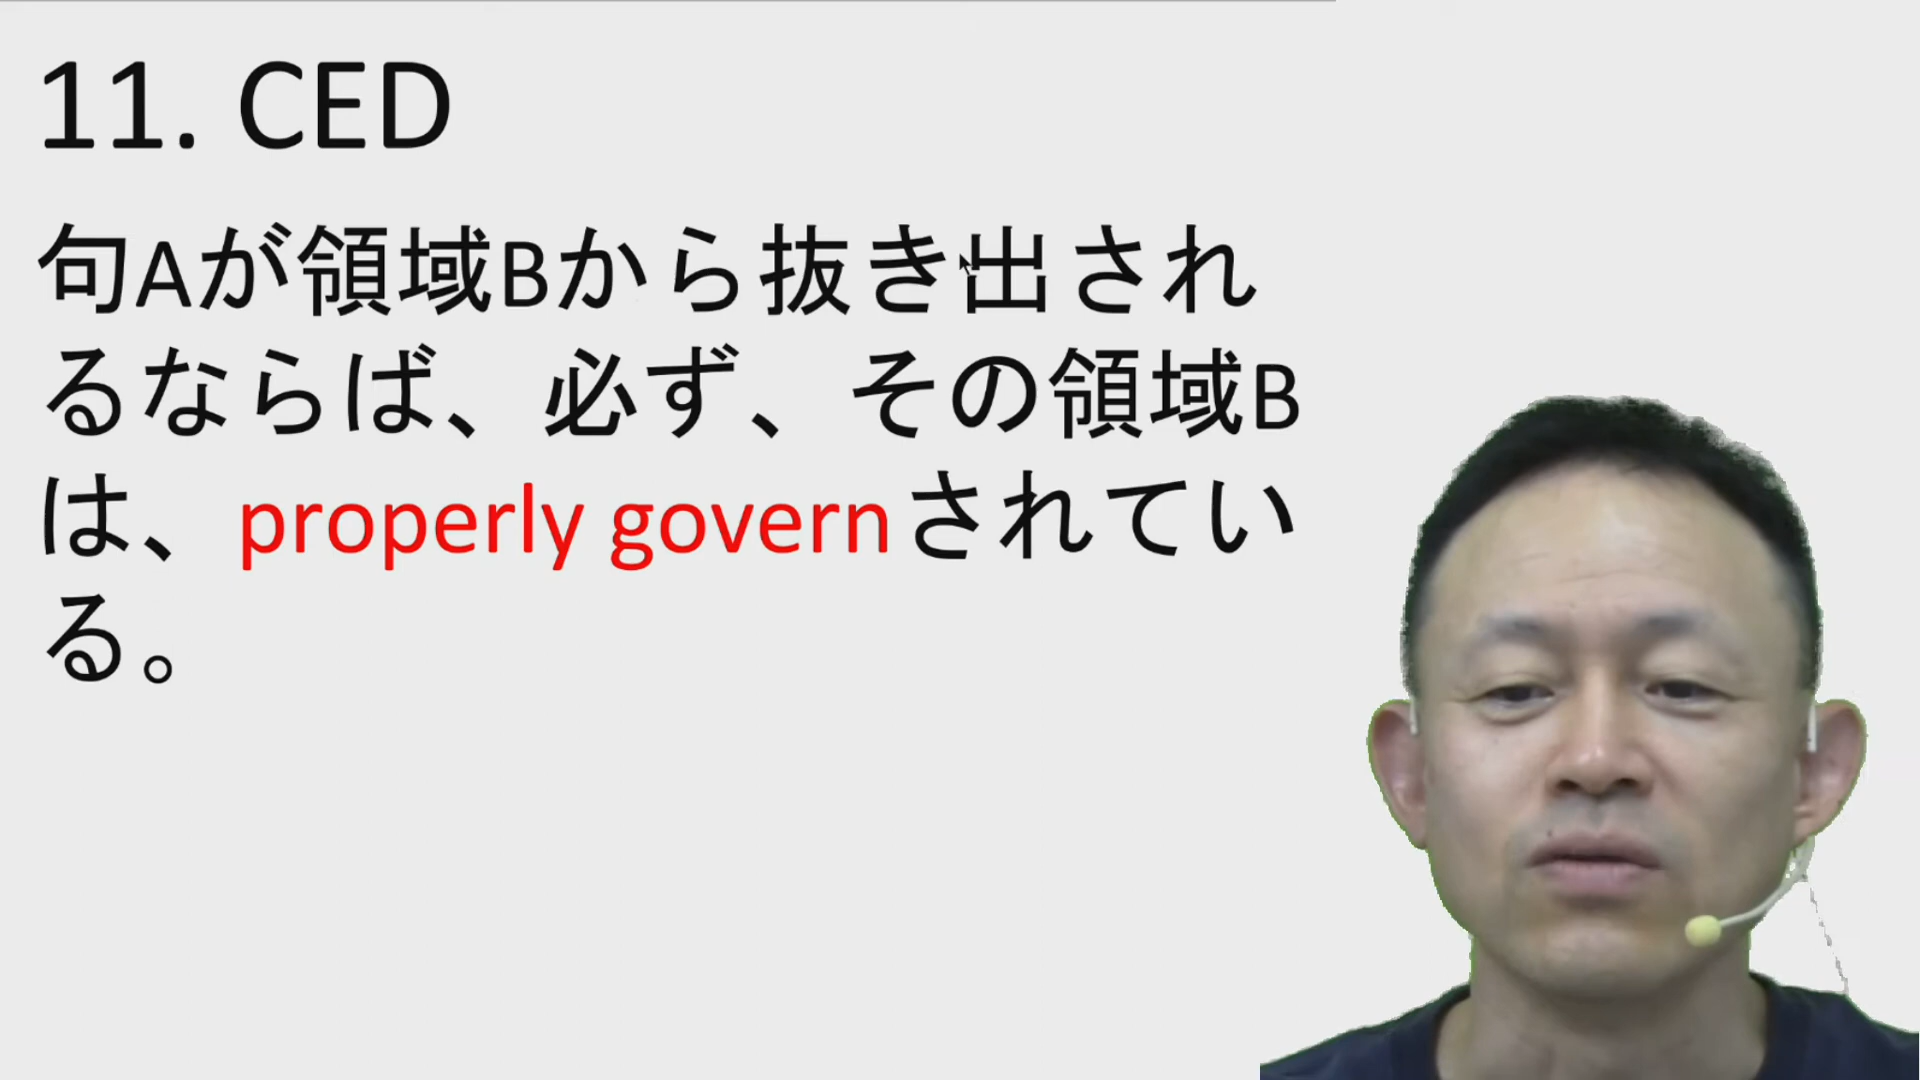 11. CED
句Aが領域Bから抜き出され
るならば、必ず、その領域B
は、properly governされてい
る。